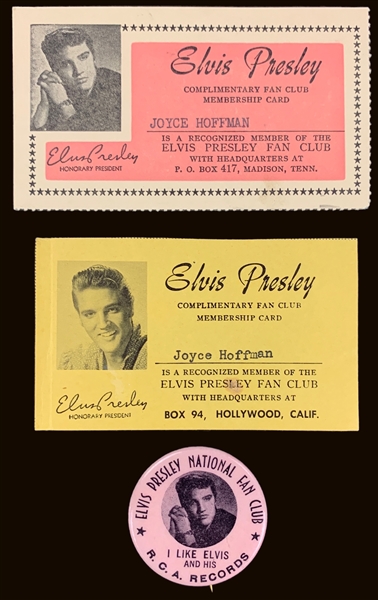 Elvis Presley
COMPLIMENTARY FAN CLUB
MEMBERSHIP CARD
JOYCE HOFFMAN
IS A RECOGNIZED MEMBER OF THE
ELVIS PRESLEY FAN CLUB
WITH HEADQUARTERS AT
P. O. BOX 417, MADISON, TENN.
Elvis Presley
HONORARY PRESIDENT
Elvis Presley
COMPLIMENTARY FAN CLUB
MEMBERSHIP CARD
Joyce Hoffman
IS A RECOGNIZED MEMBER OF THE
ELVIS PRESLEY FAN CLUB
WITH HEADQUARTERS AT
BOX 94, HOLLYWOOD, CALIF.
Elvis Presley
HONORARY PRESIDENT
★ ELVIS PRESLEY NATIONAL FAN CLUB ★
I LIKE ELVIS
AND HIS
R. C. A. RECORDS